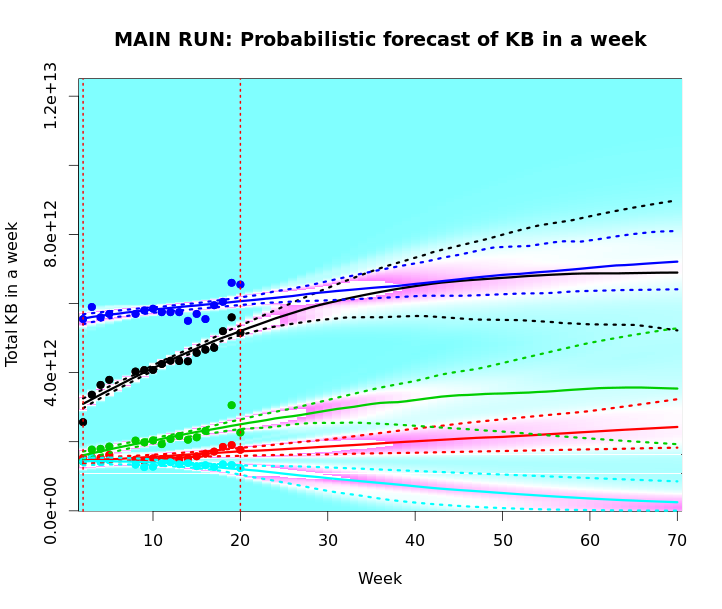 MAIN RUN: Probabilistic forecast of KB in a week
1.2e+13
8.0e+12
4.0e+12
0.0e+00
Total KB in a week
10 20 30 40 50 60 70
Week